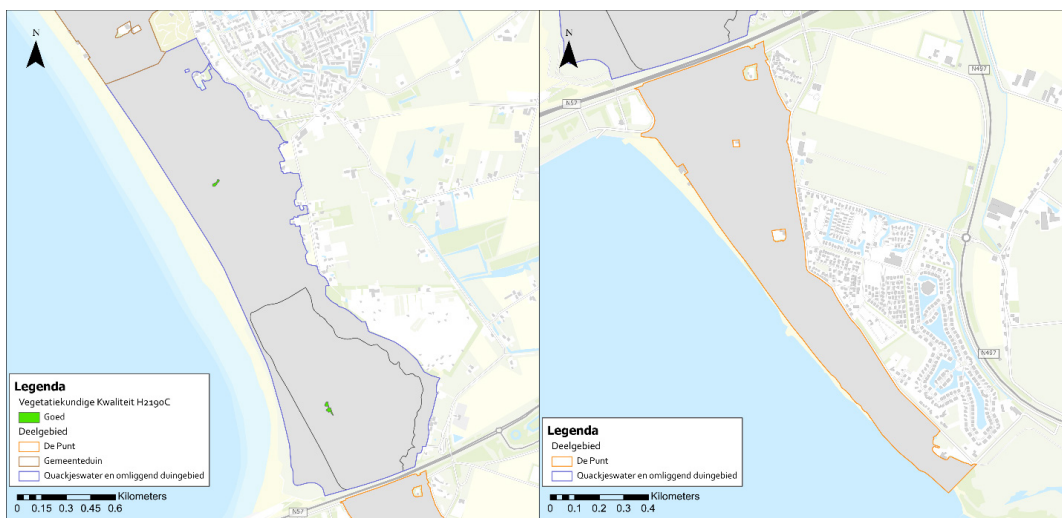 N
Legenda
Vegetatiekundige Kwaliteit H2190C
Goed
Deelgebied
De Punt
Gemeenteduin
Quackjeswater en omliggend duingebied
Kilometers
0 0.15 0.3 0.45 0.6
N57
N
N57
N497
N497
Legenda
Deelgebied
De Punt
Quackjeswater en omliggend duingebied
Kilometers
0 0.1 0.2 0.3 0.4